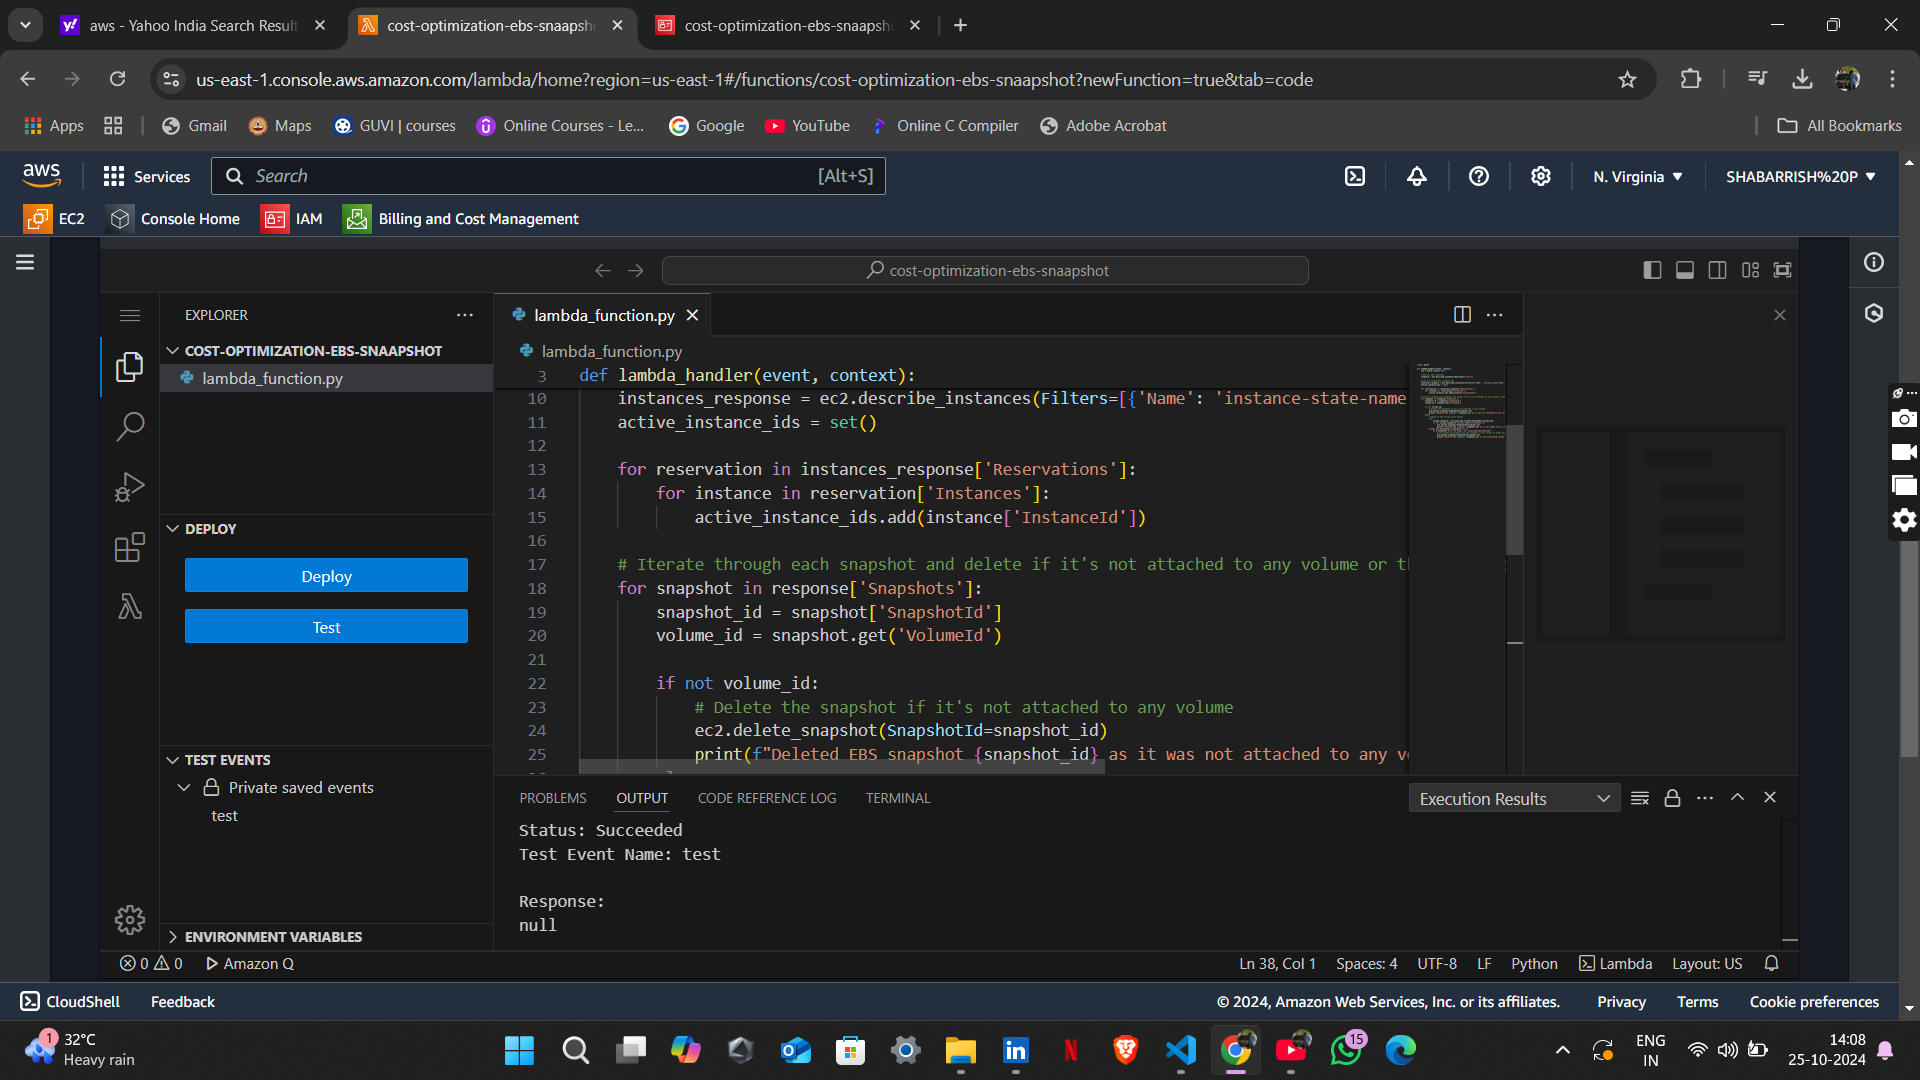 aws - Yahoo India Search Result
cost-optimization-ebs-snaapsh
cost-optimization-ebs-snaapsh
us-east-1.console.aws.amazon.com/lambda/home?region=us-east-1#/functions/cost-optimization-ebs-snaapshot?newFunction=true&tab=code
Apps
Gmail
Maps
GUVI | courses
Online Courses - Le...
Google
YouTube
Online C Compiler
Adobe Acrobat
All Bookmarks
aws
Services
Search
[Alt+S]
N. Virginia
SHABARRISH%20P
EC2
Console Home
IAM
Billing and Cost Management
cost-optimization-ebs-snaapshot
EXPLORER
COST-OPTIMIZATION-EBS-SNAAPSHOT
lambda_function.py
DEPLOY
Deploy
Test
TEST EVENTS
Private saved events
test
ENVIRONMENT VARIABLES
lambda_function.py
lambda_function.py
3 def lambda_handler(event, context):
10 instances_response = ec2.describe_instances(Filters=[{'Name': 'instance-state-name
11 active_instance_ids = set()
12
13 for reservation in instances_response['Reservations']:
14 for instance in reservation['Instances']:
15 active_instance_ids.add(instance['InstanceId'])
16
17 # Iterate through each snapshot and delete if it's not attached to any volume or t
18 for snapshot in response['Snapshots']:
19 snapshot_id = snapshot['SnapshotId']
20 volume_id = snapshot.get('VolumeId')
21
22 if not volume_id:
23 # Delete the snapshot if it's not attached to any volume
24 ec2.delete_snapshot(SnapshotId=snapshot_id)
25 print(f"Deleted EBS snapshot {snapshot_id} as it was not attached to any v
PROBLEMS
OUTPUT
CODE REFERENCE LOG
TERMINAL
Execution Results
Status: Succeeded
Test Event Name: test
Response:
null
0 0
Amazon Q
Ln 38, Col 1
Spaces: 4
UTF-8
LF
Python
Lambda
Layout: US
CloudShell
Feedback
© 2024, Amazon Web Services, Inc. or its affiliates.
Privacy
Terms
Cookie preferences
1
32°C
Heavy rain
15
ENG
IN
14:08
25-10-2024